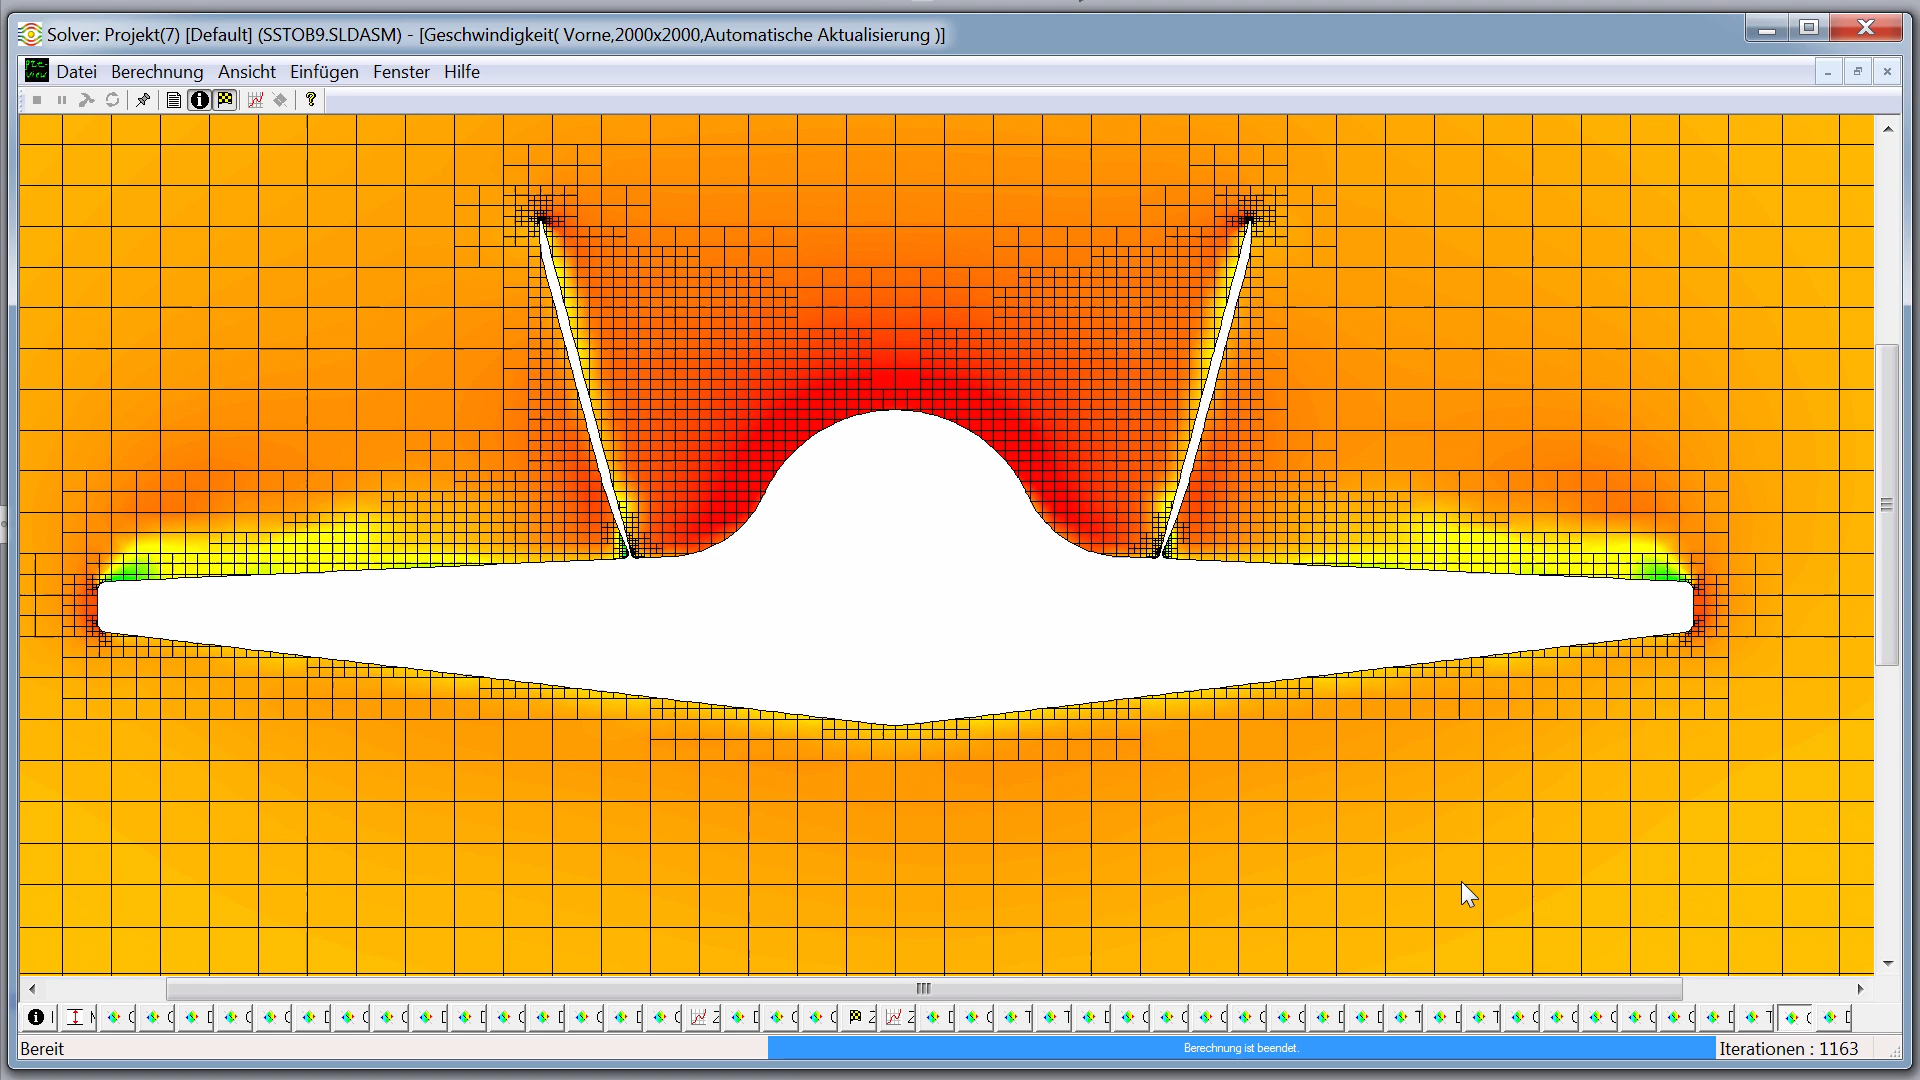 Solver: Projekt(7) [Default] (SSTOB9.SLDASM) - [Geschwindigkeit( Vorne,2000x2000,Automatische Aktualisierung )]
Datei Berechnung Ansicht Einfügen Fenster Hilfe
Bereit Berechnung ist beendet. Iterationen : 1163